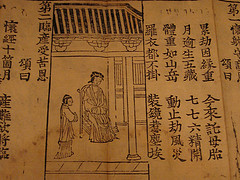 頌曰
累劫因緣重 今來託母胎
月逾生五臟 七七六精開
體重如山岳 動止劫風災
羅衣都不掛 裝鏡惹塵埃
第二臨產受苦恩 頌曰
懷經十箇月 產難欲將臨